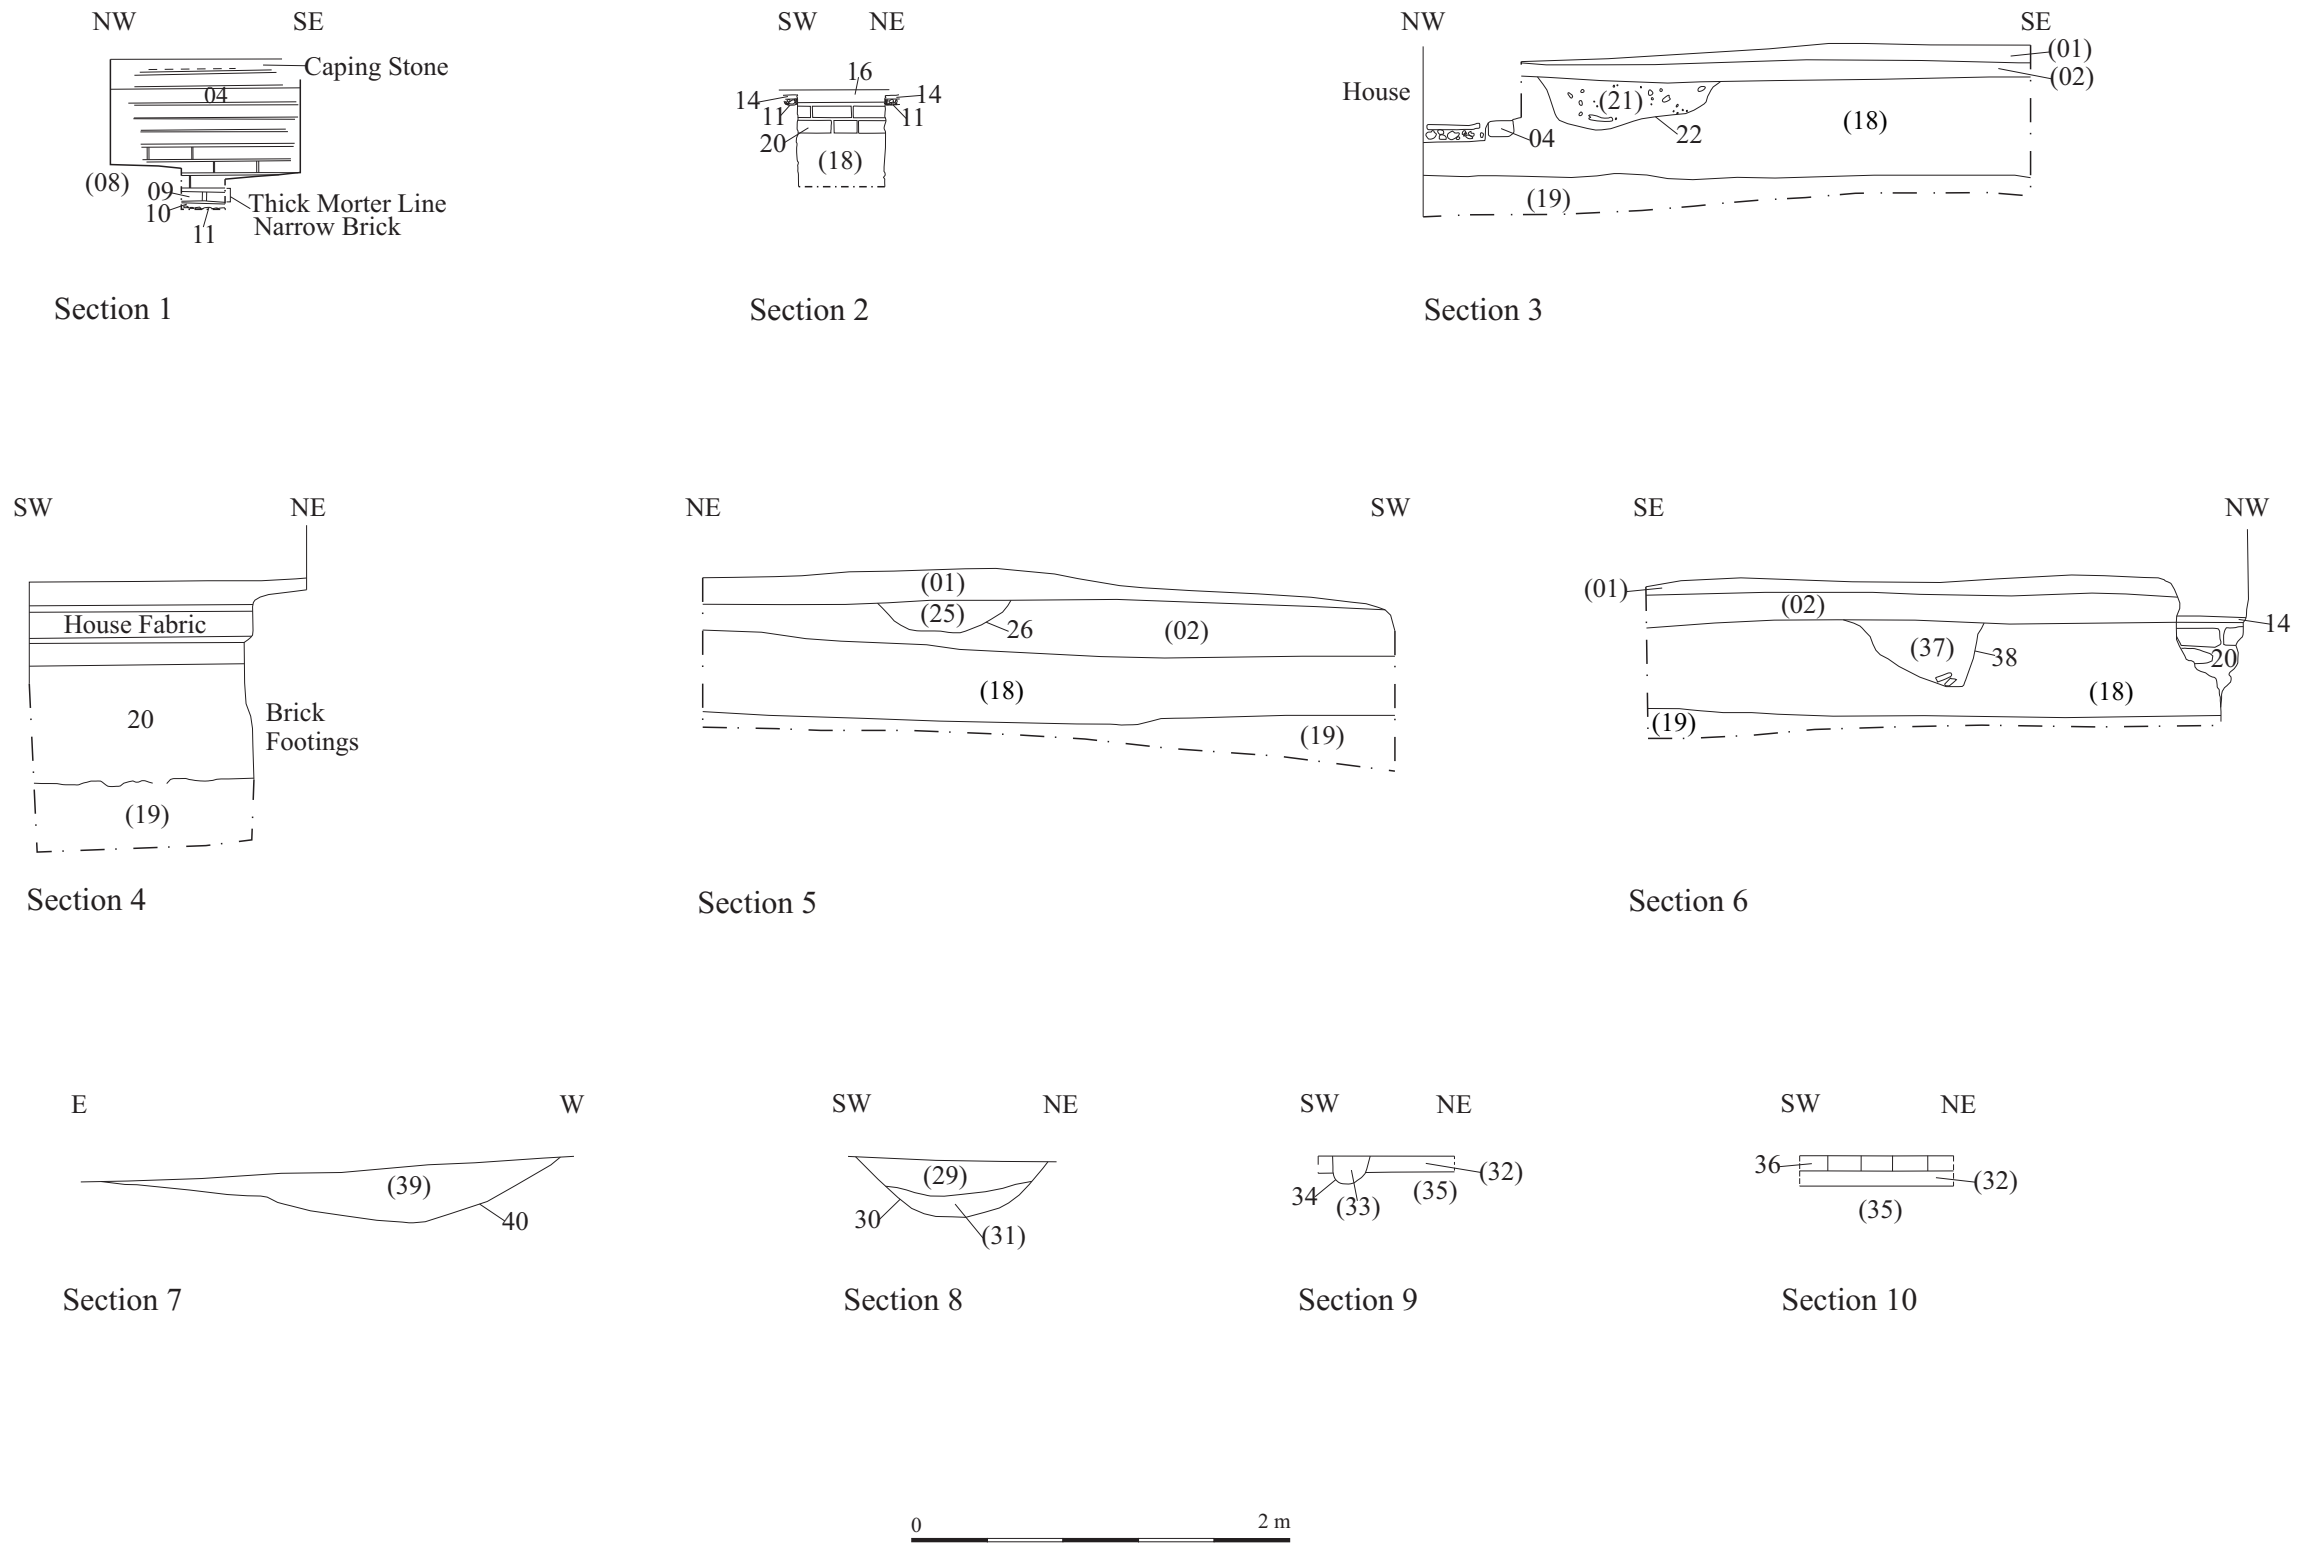 NW SE
Caping Stone
04
(08)
09
10
11
Thick Morter Line
Narrow Brick
Section 1
SW NE
16
14 14
11 11
20
(18)
Section 2
NW SE
House
(01)
(02)
(21)
22
04
(18)
(19)
Section 3
SW NE
House Fabric
20
Brick
Footings
(19)
Section 4
NE SW
(01)
(25)
26
(02)
(18)
(19)
Section 5
SE NW
(01)
(02)
14
(37)
38
20
(18)
(19)
Section 6
E W
(39)
40
Section 7
SW NE
(29)
30
(31)
Section 8
SW NE
(32)
34
(33)
(35)
Section 9
SW NE
36
(32)
(35)
Section 10
0 2 m